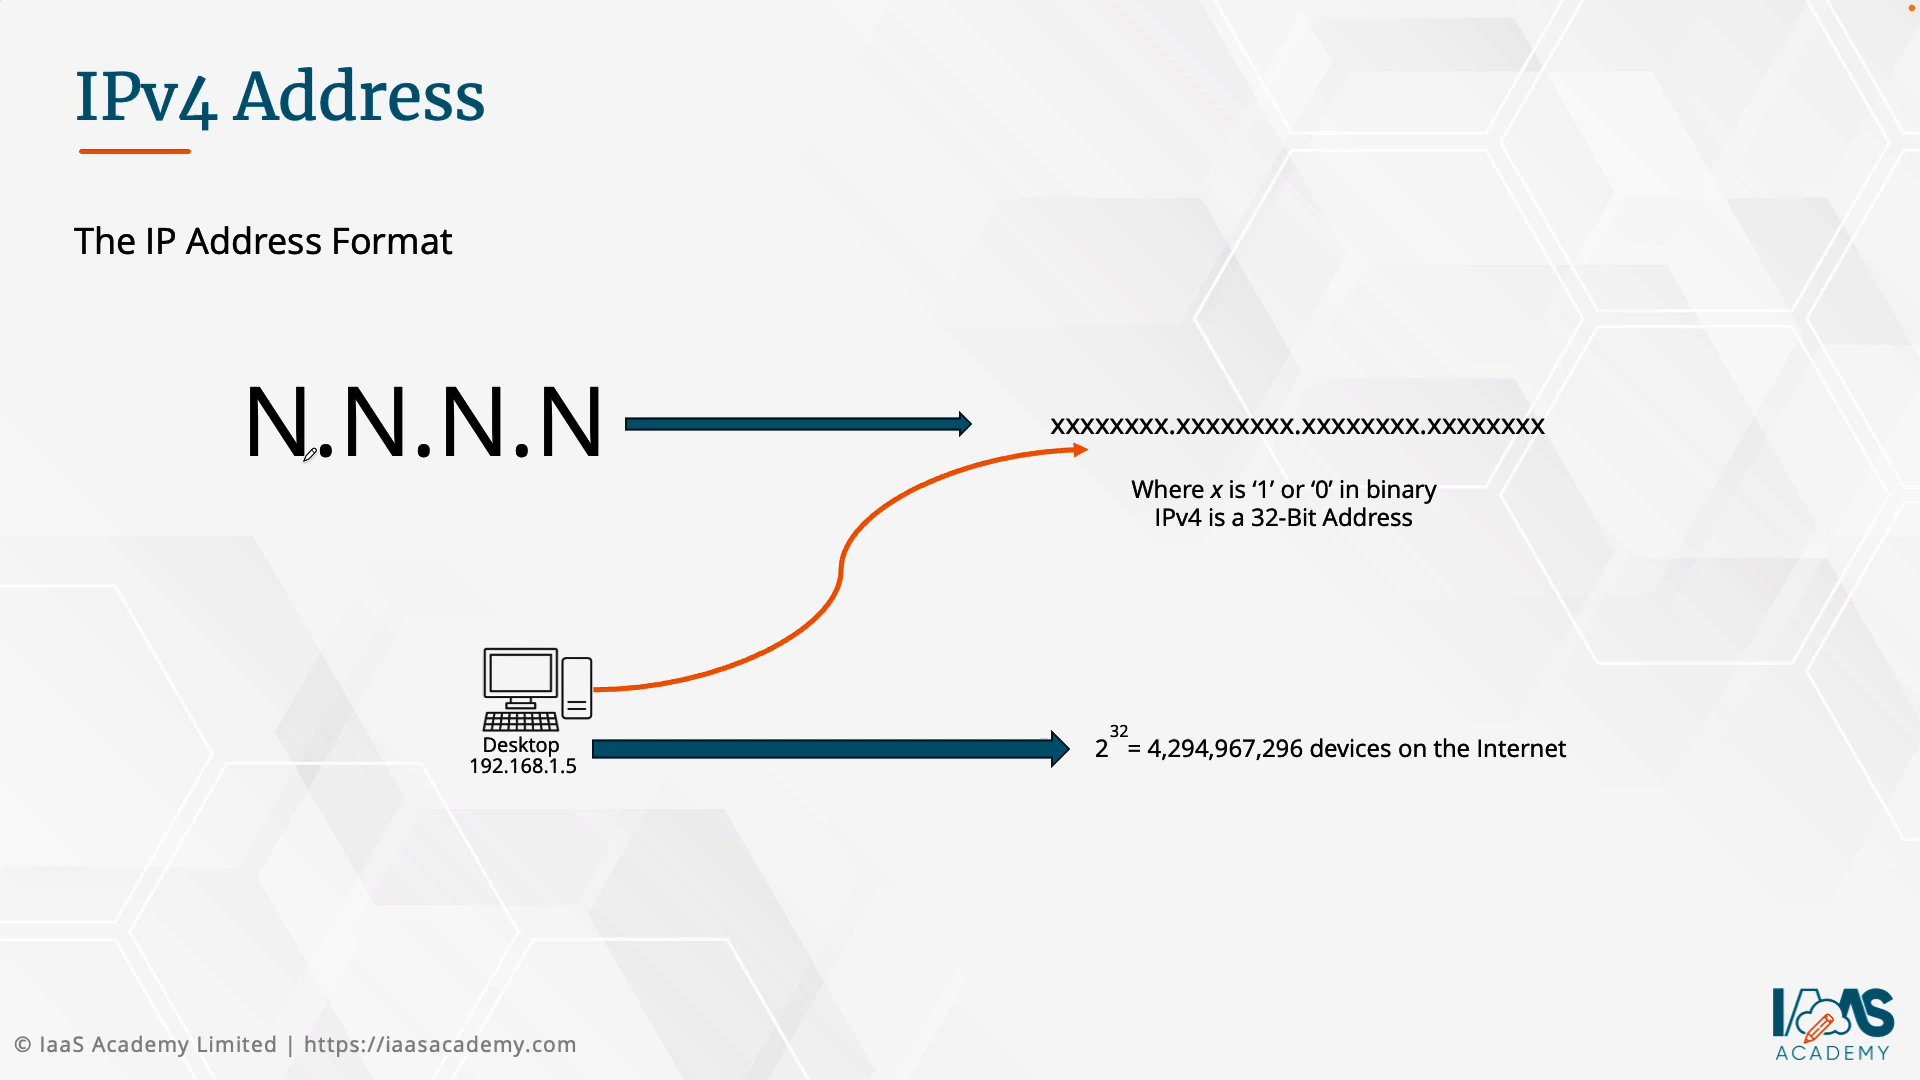 IPv4 Address
The IP Address Format
N.N.N.N
xxxxxxxx.xxxxxxxx.xxxxxxxx.xxxxxxxx
Where x is ‘1’ or ‘0’ in binary
IPv4 is a 32-Bit Address
Desktop
192.168.1.5
2³²= 4,294,967,296 devices on the Internet
© IaaS Academy Limited | https://iaasacademy.com
IAAS
ACADEMY